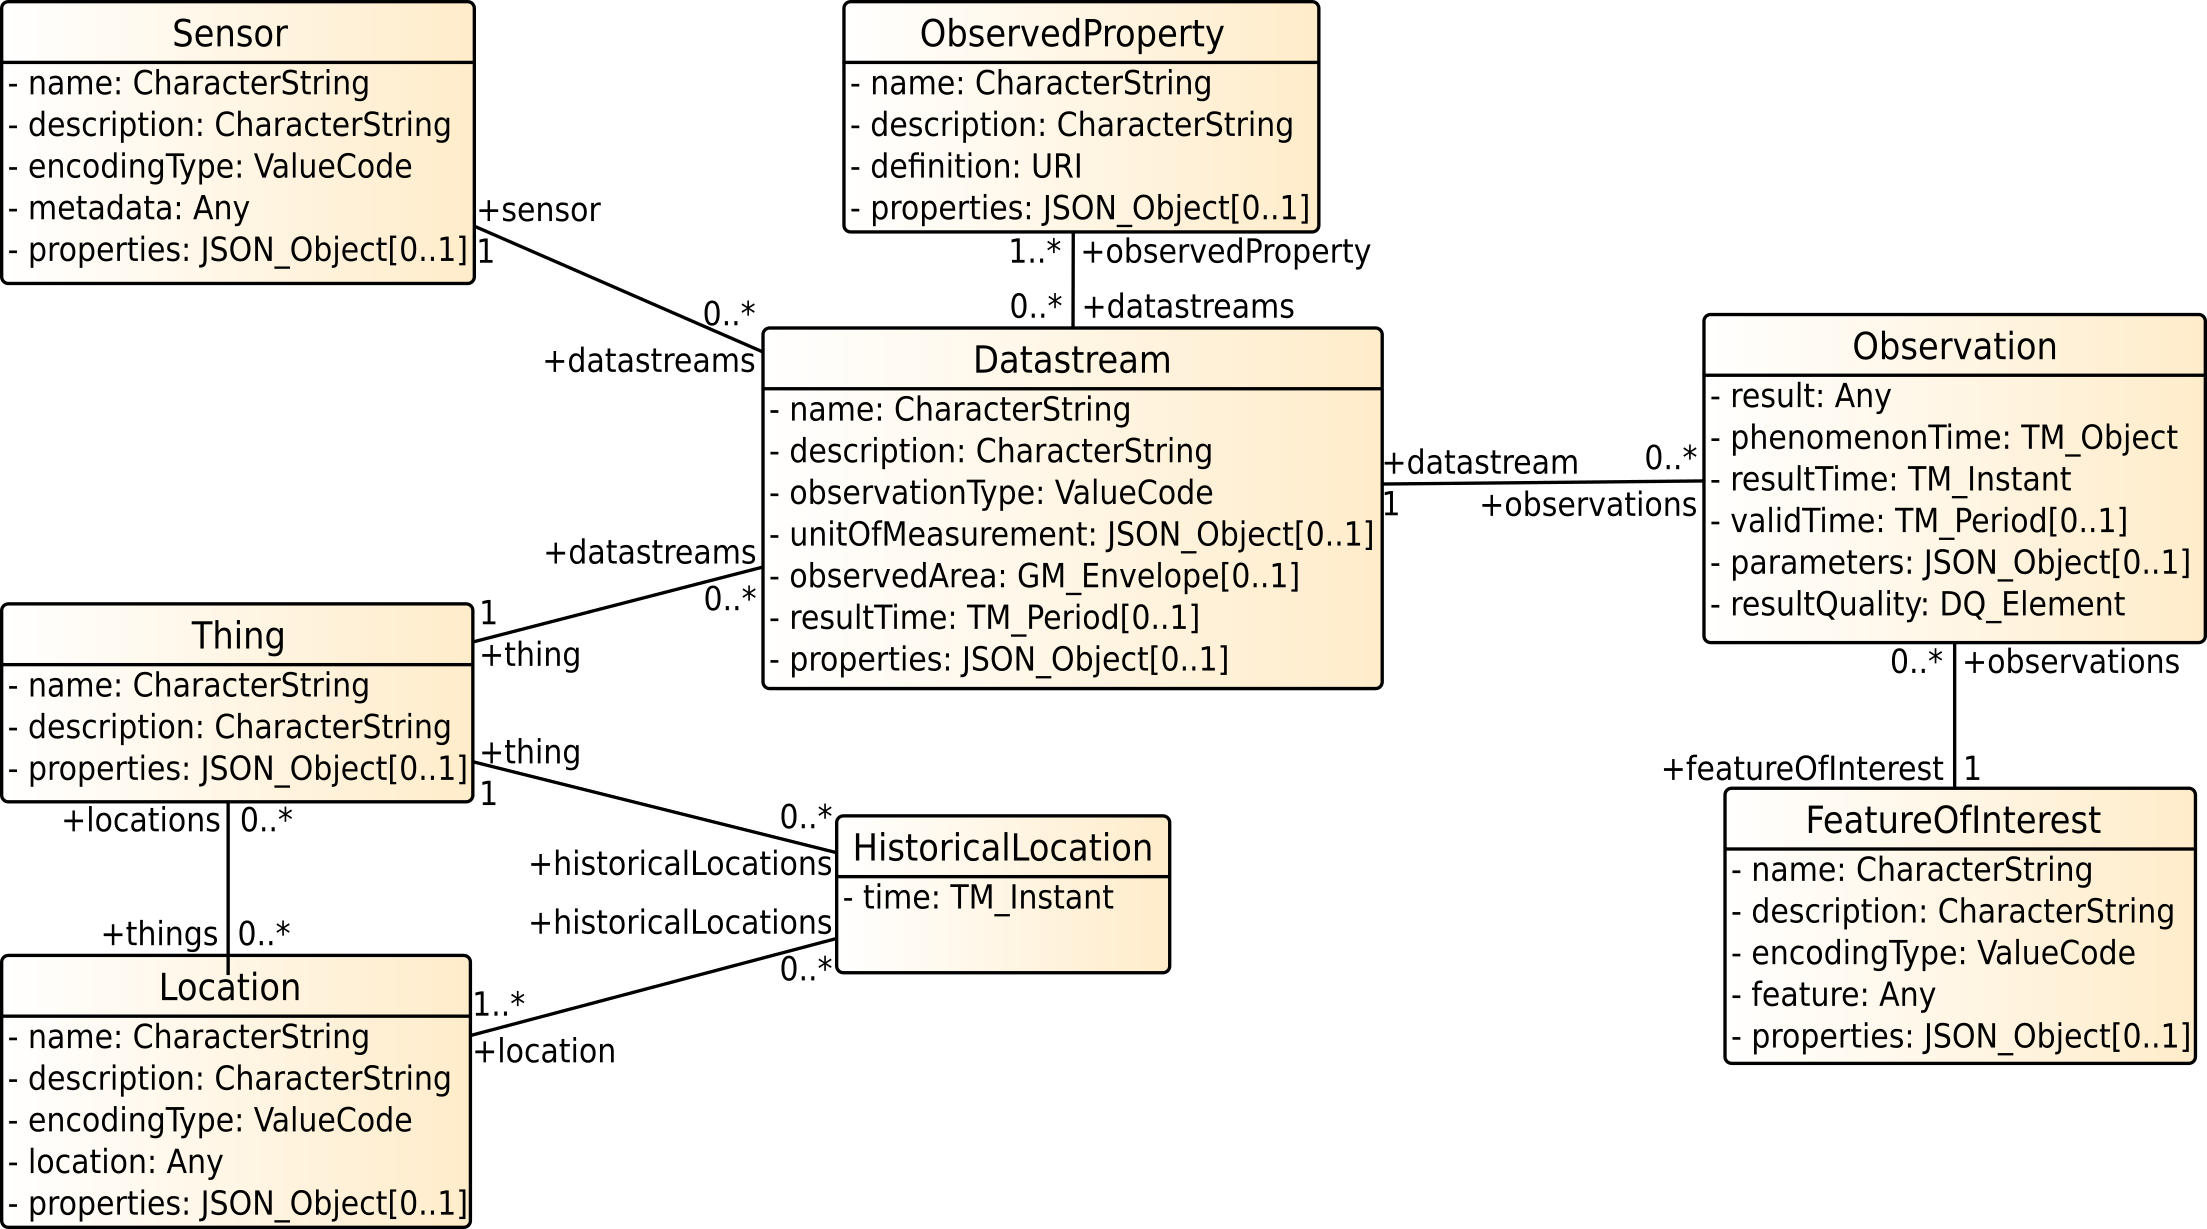 Sensor
- name: CharacterString
- description: CharacterString
- encodingType: ValueCode
- metadata: Any
- properties: JSON_Object[0..1]
+sensor
1
0..*
+datastreams
ObservedProperty
- name: CharacterString
- description: CharacterString
- definition: URI
- properties: JSON_Object[0..1]
1..* +observedProperty
0..* +datastreams
Datastream
- name: CharacterString
- description: CharacterString
- observationType: ValueCode
- unitOfMeasurement: JSON_Object[0..1]
- observedArea: GM_Envelope[0..1]
- resultTime: TM_Period[0..1]
- properties: JSON_Object[0..1]
+datastream
1
0..*
+observations
Observation
- result: Any
- phenomenonTime: TM_Object
- resultTime: TM_Instant
- validTime: TM_Period[0..1]
- parameters: JSON_Object[0..1]
- resultQuality: DQ_Element
0..* +observations
+featureOfInterest 1
FeatureOfInterest
- name: CharacterString
- description: CharacterString
- encodingType: ValueCode
- feature: Any
- properties: JSON_Object[0..1]
+datastreams
0..*
1
+thing
Thing
- name: CharacterString
- description: CharacterString
- properties: JSON_Object[0..1]
+thing
1
0..*
+historicalLocations
HistoricalLocation
- time: TM_Instant
+historicalLocations
0..*
1..*
+location
+locations 0..*
+things 0..*
Location
- name: CharacterString
- description: CharacterString
- encodingType: ValueCode
- location: Any
- properties: JSON_Object[0..1]